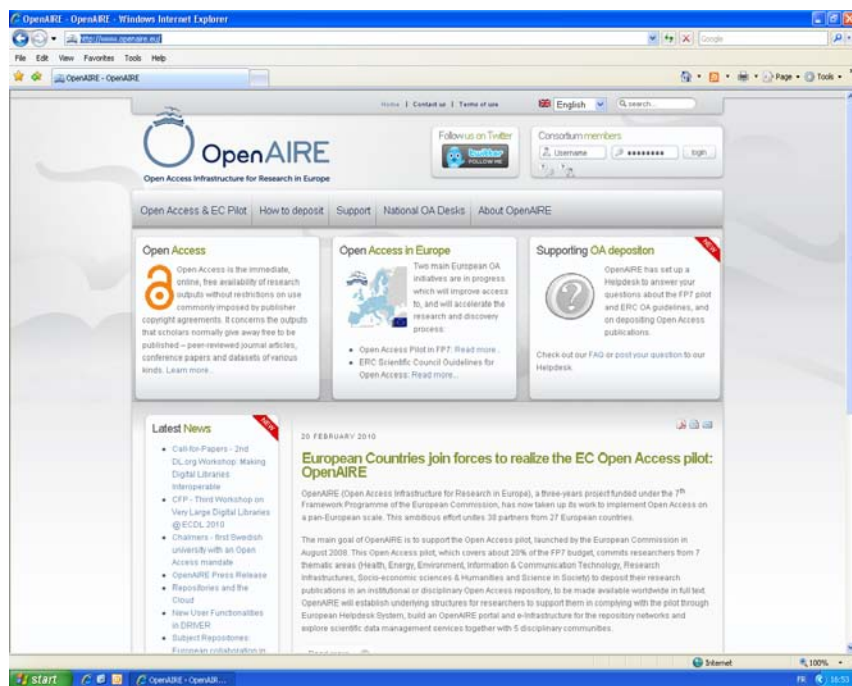 OpenAIRE - OpenAIRE - Windows Internet Explorer
http://www.openaire.eu/
Google
File Edit View Favorites Tools Help
OpenAIRE - OpenAIRE
Page Tools
Home | Contact us | Terms of use
English
search...
OpenAIRE
Open Access Infrastructure for Research in Europe
Follow us on Twitter
twitter
FOLLOW ME
Consortium members
Username
login
Open Access & EC Pilot
How to deposit
Support
National OA Desks
About OpenAIRE
Open Access
Open Access is the immediate,
online, free availability of research
outputs without restrictions on use
commonly imposed by publisher
copyright agreements. It concerns the outputs
that scholars normally give away free to be
published – peer-reviewed journal articles,
conference papers and datasets of various
kinds. Learn more...
Open Access in Europe
Two main European OA
initiatives are in progress
which will improve access
to, and will accelerate the
research and discovery
process:
Open Access Pilot in FP7: Read more...
ERC Scientific Council Guidelines for
Open Access: Read more...
NEW
Supporting OA depositon
OpenAIRE has set up a
Helpdesk to answer your
questions about the FP7 pilot
and ERC OA guidelines, and
on depositing Open Access
publications.
Check out our FAQ or post your question to our
Helpdesk.
Latest News
NEW
Call-for-Papers - 2nd
DL.org Workshop: Making
Digital Libraries
Interoperable
CFP - Third Workshop on
Very Large Digital Libraries
@ ECDL 2010
Chalmers - first Swedish
university with an Open
Access mandate
OpenAIRE Press Release
Repositories and the
Cloud
New User Functionalities
in DRIVER
Subject Repositories:
European collaboration in
20 FEBRUARY 2010
European Countries join forces to realize the EC Open Access pilot:
OpenAIRE
OpenAIRE (Open Access Infrastructure for Research in Europe), a three-years project funded under the 7th
Framework Programme of the European Commission, has now taken up its work to implement Open Access on
a pan-European scale. This ambitious effort unites 38 partners from 27 European countries.
The main goal of OpenAIRE is to support the Open Access pilot, launched by the European Commission in
August 2008. This Open Access pilot, which covers about 20% of the FP7 budget, commits researchers from 7
thematic areas (Health, Energy, Environment, Information & Communication Technology, Research
Infrastructures, Socio-economic sciences & Humanities and Science in Society) to deposit their research
publications in an institutional or disciplinary Open Access repository, to be made available worldwide in full text.
OpenAIRE will establish underlying structures for researchers to support them in complying with the pilot through
European Helpdesk System, build an OpenAIRE portal and e-Infrastructure for the repository networks and
explore scientific data management services together with 5 disciplinary communities.
Internet
100%
start
OpenAIRE - OpenAIR...
FR
16:53